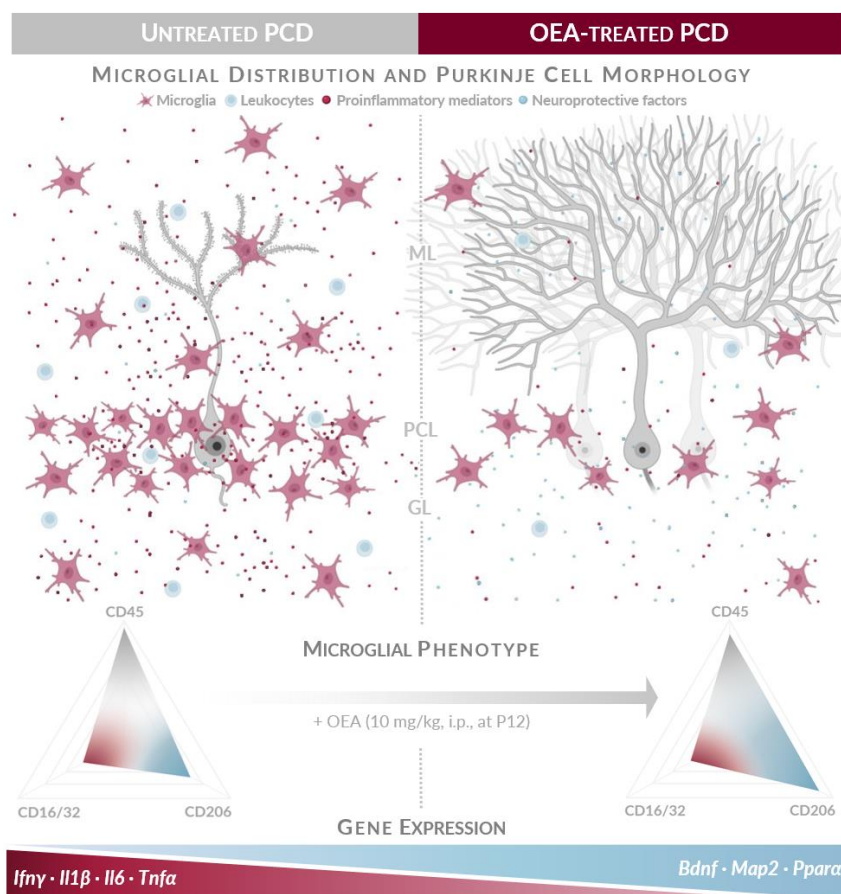 UNTREATED PCD
OEA-TREATED PCD
MICROGLIAL DISTRIBUTION AND PURKINJE CELL MORPHOLOGY
Microglia Leukocytes Proinflammatory mediators Neuroprotective factors
ML
PCL
GL
CD45
CD45
MICROGLIAL PHENOTYPE
+ OEA (10 mg/kg, i.p., at P12)
CD16/32
CD206
CD16/32
CD206
GENE EXPRESSION
Ifnγ · Il1β · Il6 · Tnfα
Bdnf · Map2 · Pparα